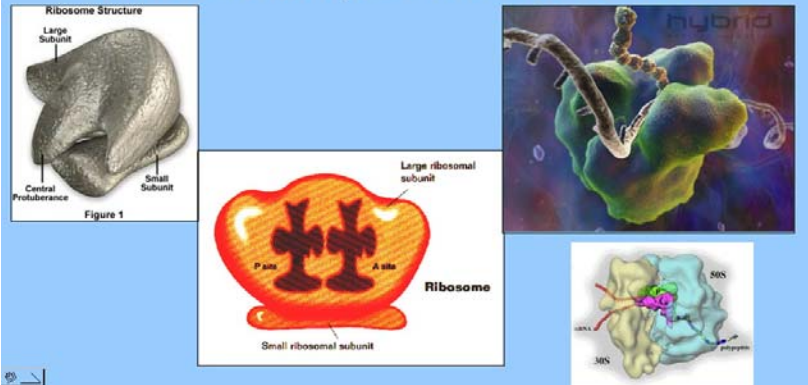 Ribosome Structure
Large
Subunit
Central
Protuberance
Small
Subunit
Figure 1
hybrid
Large ribosomal
subunit
P site
A site
Ribosome
Small ribosomal subunit
50S
mRNA
polypeptide
30S